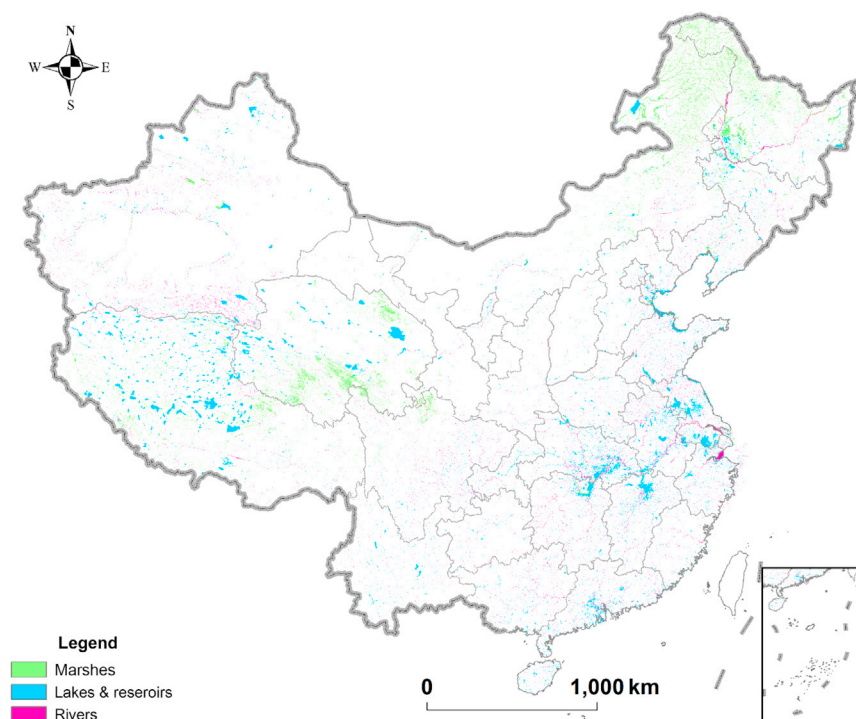 N
W E
S
Legend
Marshes
Lakes & reseroirs
Rivers
0 1,000 km